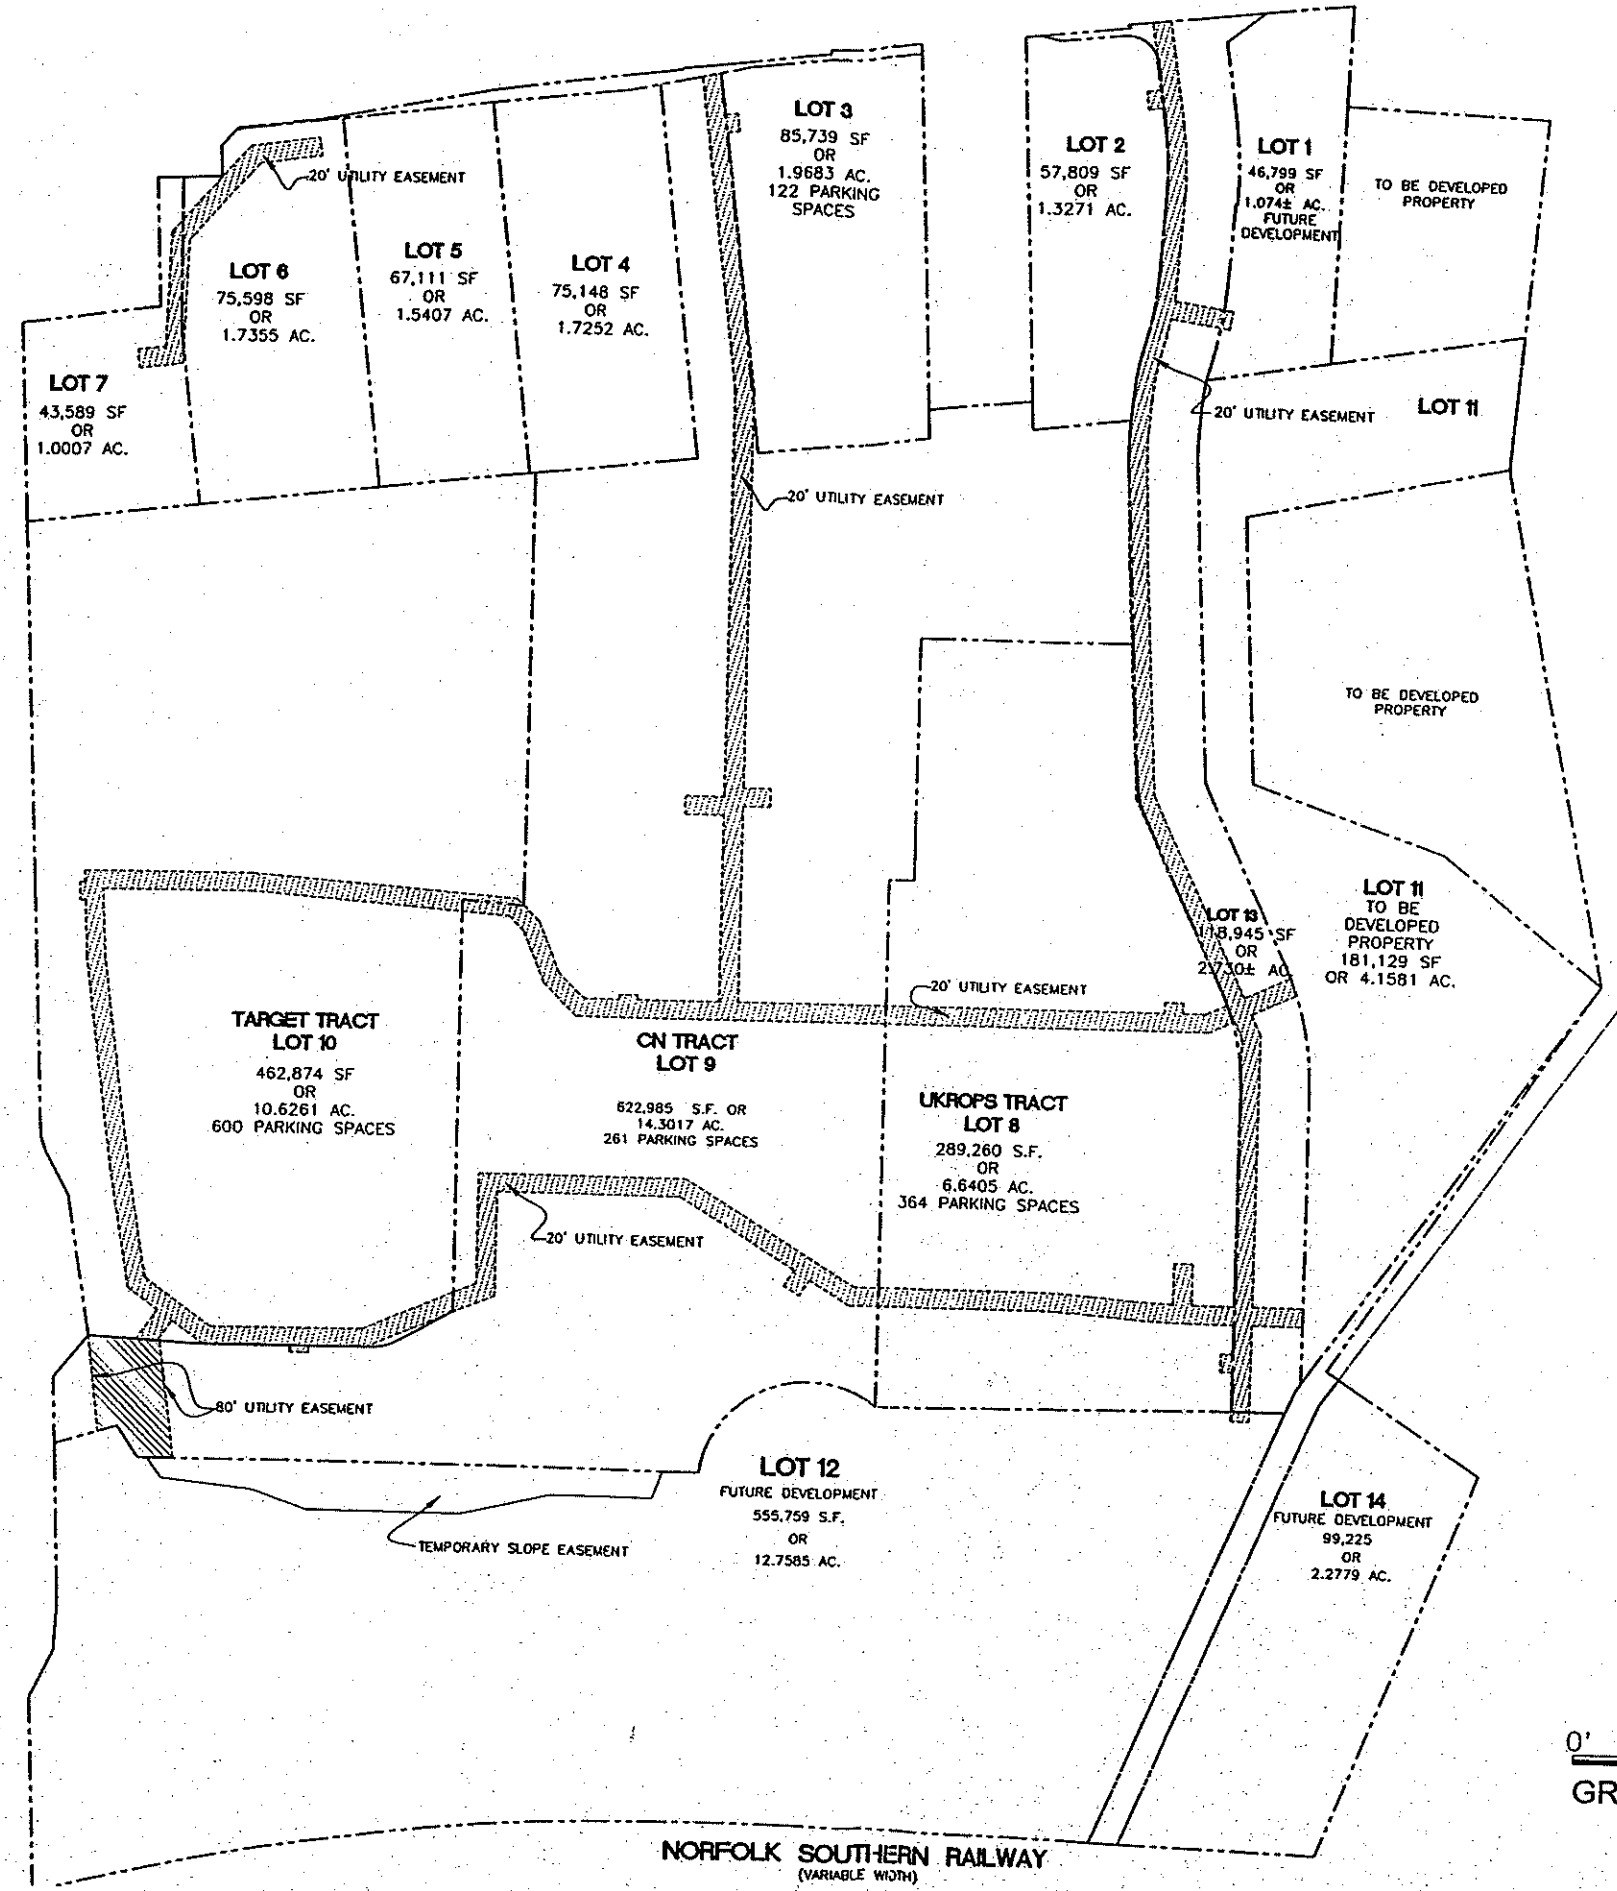 LOT 3
85,739 SF
OR
1.9683 AC.
122 PARKING
SPACES
LOT 2
57,809 SF
OR
1.3271 AC.
LOT 1
46,799 SF
OR
1.074± AC.
FUTURE
DEVELOPMENT
TO BE DEVELOPED
PROPERTY
20' UTILITY EASEMENT
LOT 6
75,598 SF
OR
1.7355 AC.
LOT 5
67,111 SF
OR
1.5407 AC.
LOT 4
75,148 SF
OR
1.7252 AC.
LOT 7
43,589 SF
OR
1.0007 AC.
20' UTILITY EASEMENT
LOT 11
20' UTILITY EASEMENT
TO BE DEVELOPED
PROPERTY
LOT 13
118,945 SF
OR
2.730± AC.
LOT 11
TO BE
DEVELOPED
PROPERTY
181,129 SF
OR 4.1581 AC.
20' UTILITY EASEMENT
TARGET TRACT
LOT 10
462,874 SF
OR
10.6261 AC.
600 PARKING SPACES
CN TRACT
LOT 9
622,985 S.F. OR
14.3017 AC.
261 PARKING SPACES
UKROPS TRACT
LOT 8
289,260 S.F.
OR
6.6405 AC.
364 PARKING SPACES
20' UTILITY EASEMENT
80' UTILITY EASEMENT
LOT 12
FUTURE DEVELOPMENT
555,759 S.F.
OR
12.7585 AC.
TEMPORARY SLOPE EASEMENT
LOT 14
FUTURE DEVELOPMENT
99,225
OR
2.2779 AC.
0'
GR
NORFOLK SOUTHERN RAILWAY
(VARIABLE WIDTH)